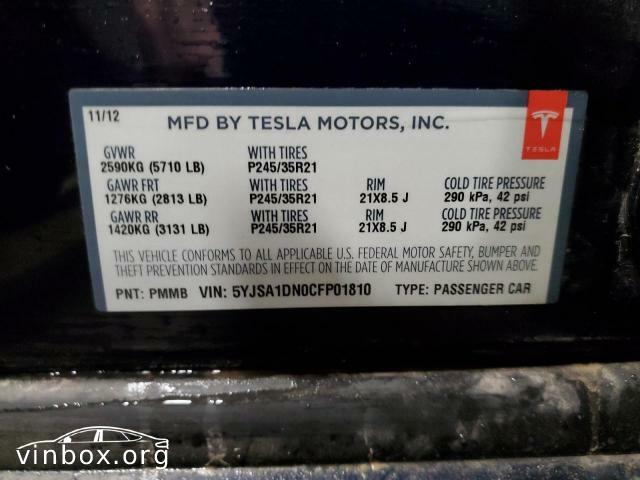 11/12
MFD BY TESLA MOTORS, INC.
TESLA
GVWR WITH TIRES
2590KG (5710 LB) P245/35R21
GAWR FRT WITH TIRES RIM COLD TIRE PRESSURE
1276KG (2813 LB) P245/35R21 21X8.5 J 290 kPa, 42 psi
GAWR RR WITH TIRES RIM COLD TIRE PRESSURE
1420KG (3131 LB) P245/35R21 21X8.5 J 290 kPa, 42 psi
THIS VEHICLE CONFORMS TO ALL APPLICABLE U.S. FEDERAL MOTOR SAFETY, BUMPER AND
THEFT PREVENTION STANDARDS IN EFFECT ON THE DATE OF MANUFACTURE SHOWN ABOVE.
PNT: PMMB VIN: 5YJSA1DN0CFP01810 TYPE: PASSENGER CAR
vinbox.org